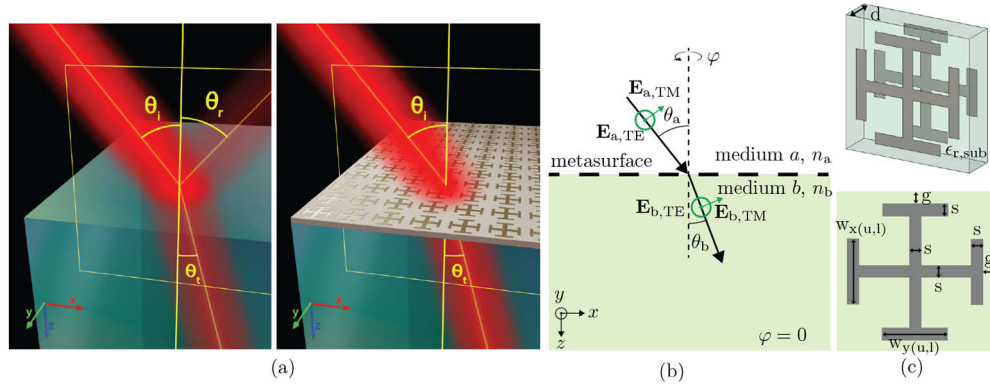 θi
θr
θt
y
x
z
θi
θt
y
x
z
(a)
φ
Ea,TM
θa
Ea,TE
metasurface
medium a, na
medium b, nb
Eb,TE
Eb,TM
θb
y
x
z
φ = 0
(b)
d
ϵr,sub
g
s
wx(u,l)
s
s
s
g
wy(u,l)
(c)